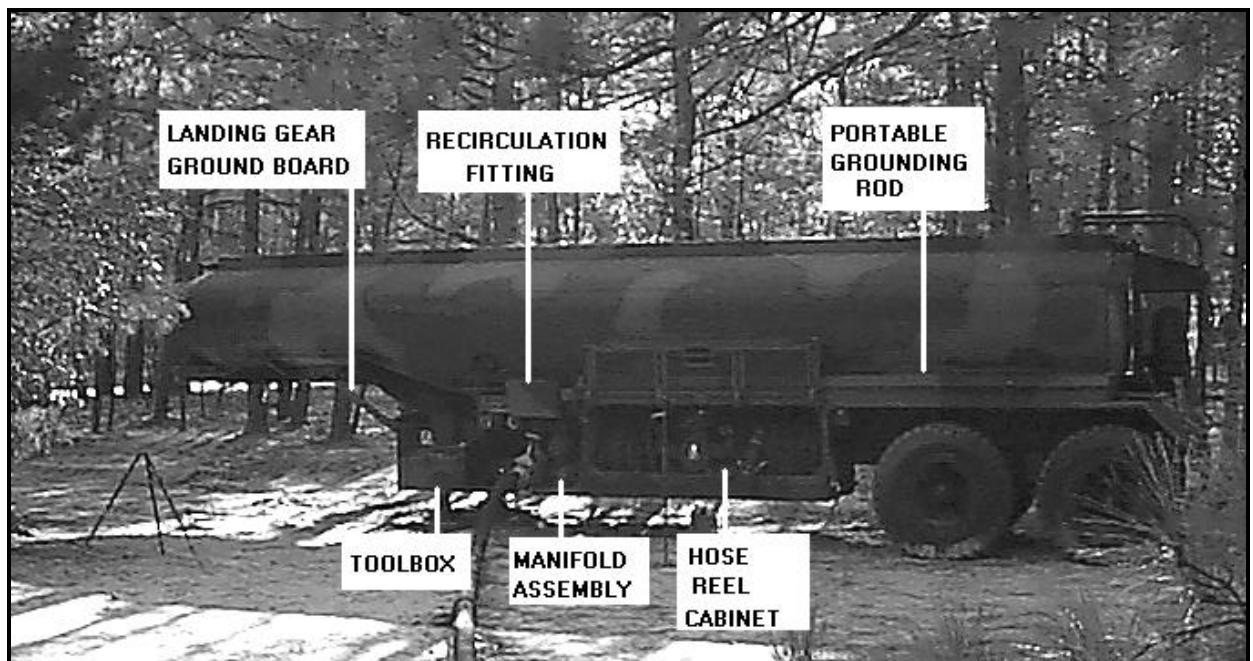 LANDING GEAR
GROUND BOARD
RECIRCULATION
FITTING
PORTABLE
GROUNDING
ROD
TOOLBOX
MANIFOLD
ASSEMBLY
HOSE
REEL
CABINET